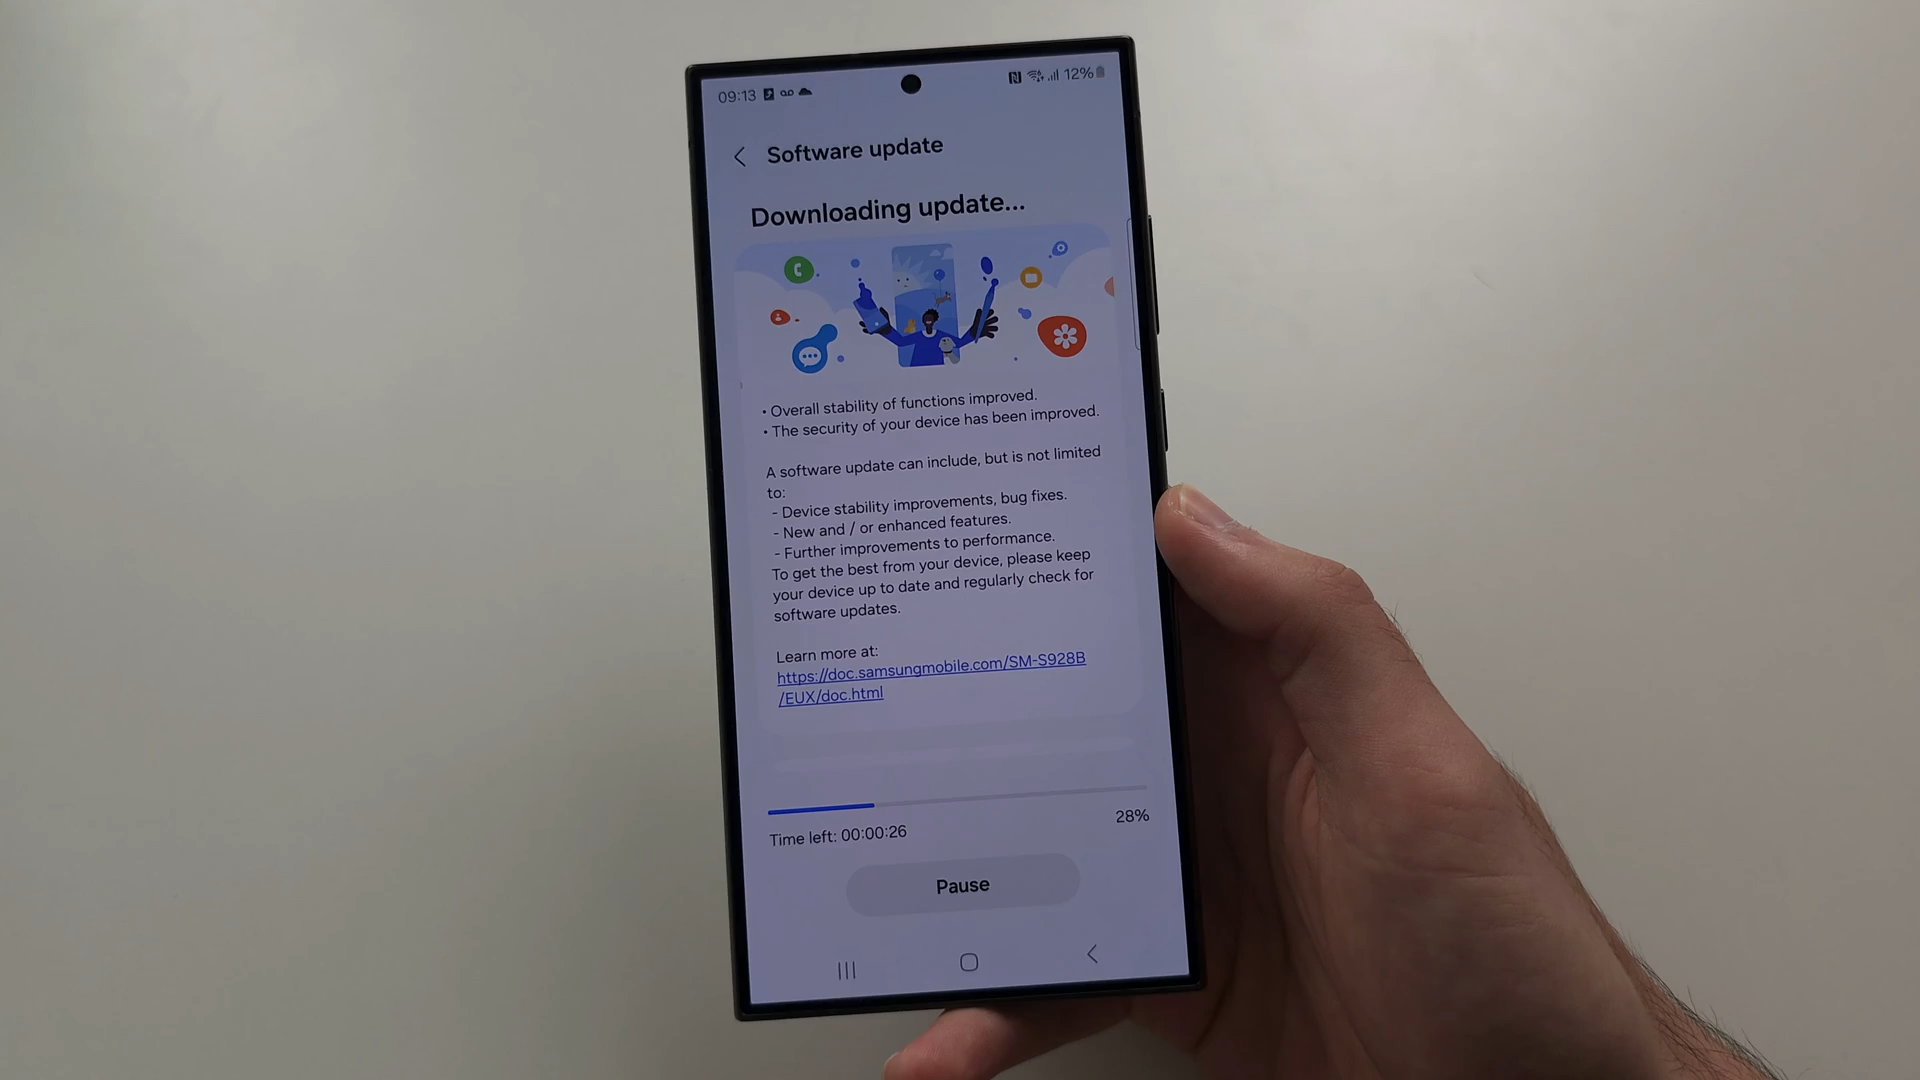 09:13
12%
Software update
Downloading update...
• Overall stability of functions improved.
• The security of your device has been improved.
A software update can include, but is not limited
to:
- Device stability improvements, bug fixes.
- New and / or enhanced features.
- Further improvements to performance.
To get the best from your device, please keep
your device up to date and regularly check for
software updates.
Learn more at:
https://doc.samsungmobile.com/SM-S928B
/EUX/doc.html
Time left: 00:00:26
28%
Pause